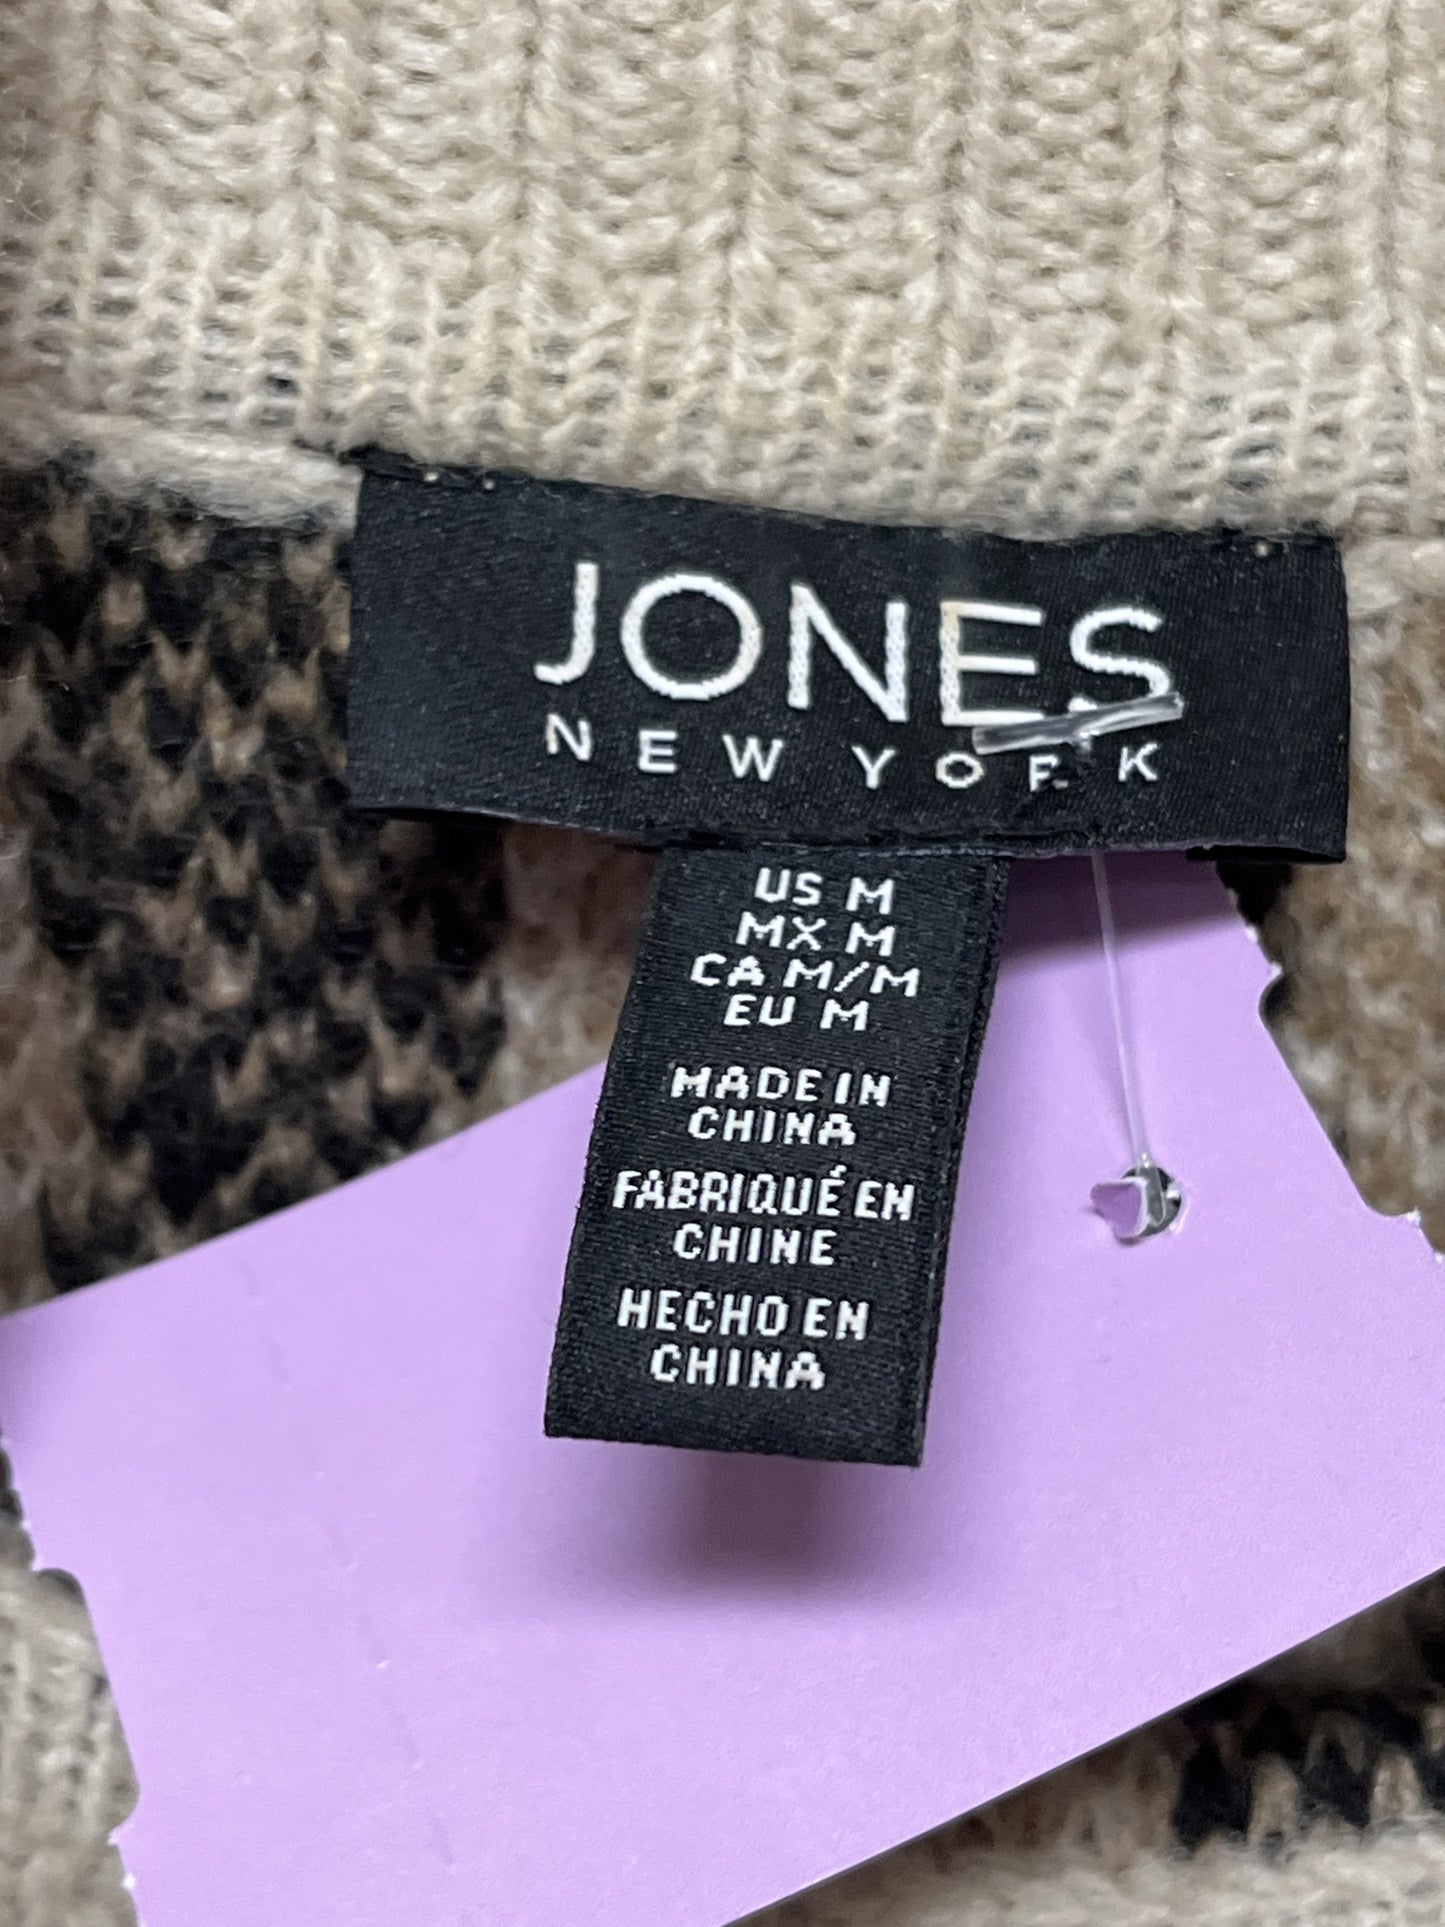 JONES
NEW YORK
US M
MX M
CA M/M
EU M
MADE IN
CHINA
FABRIQUÉ EN
CHINE
HECHO EN
CHINA